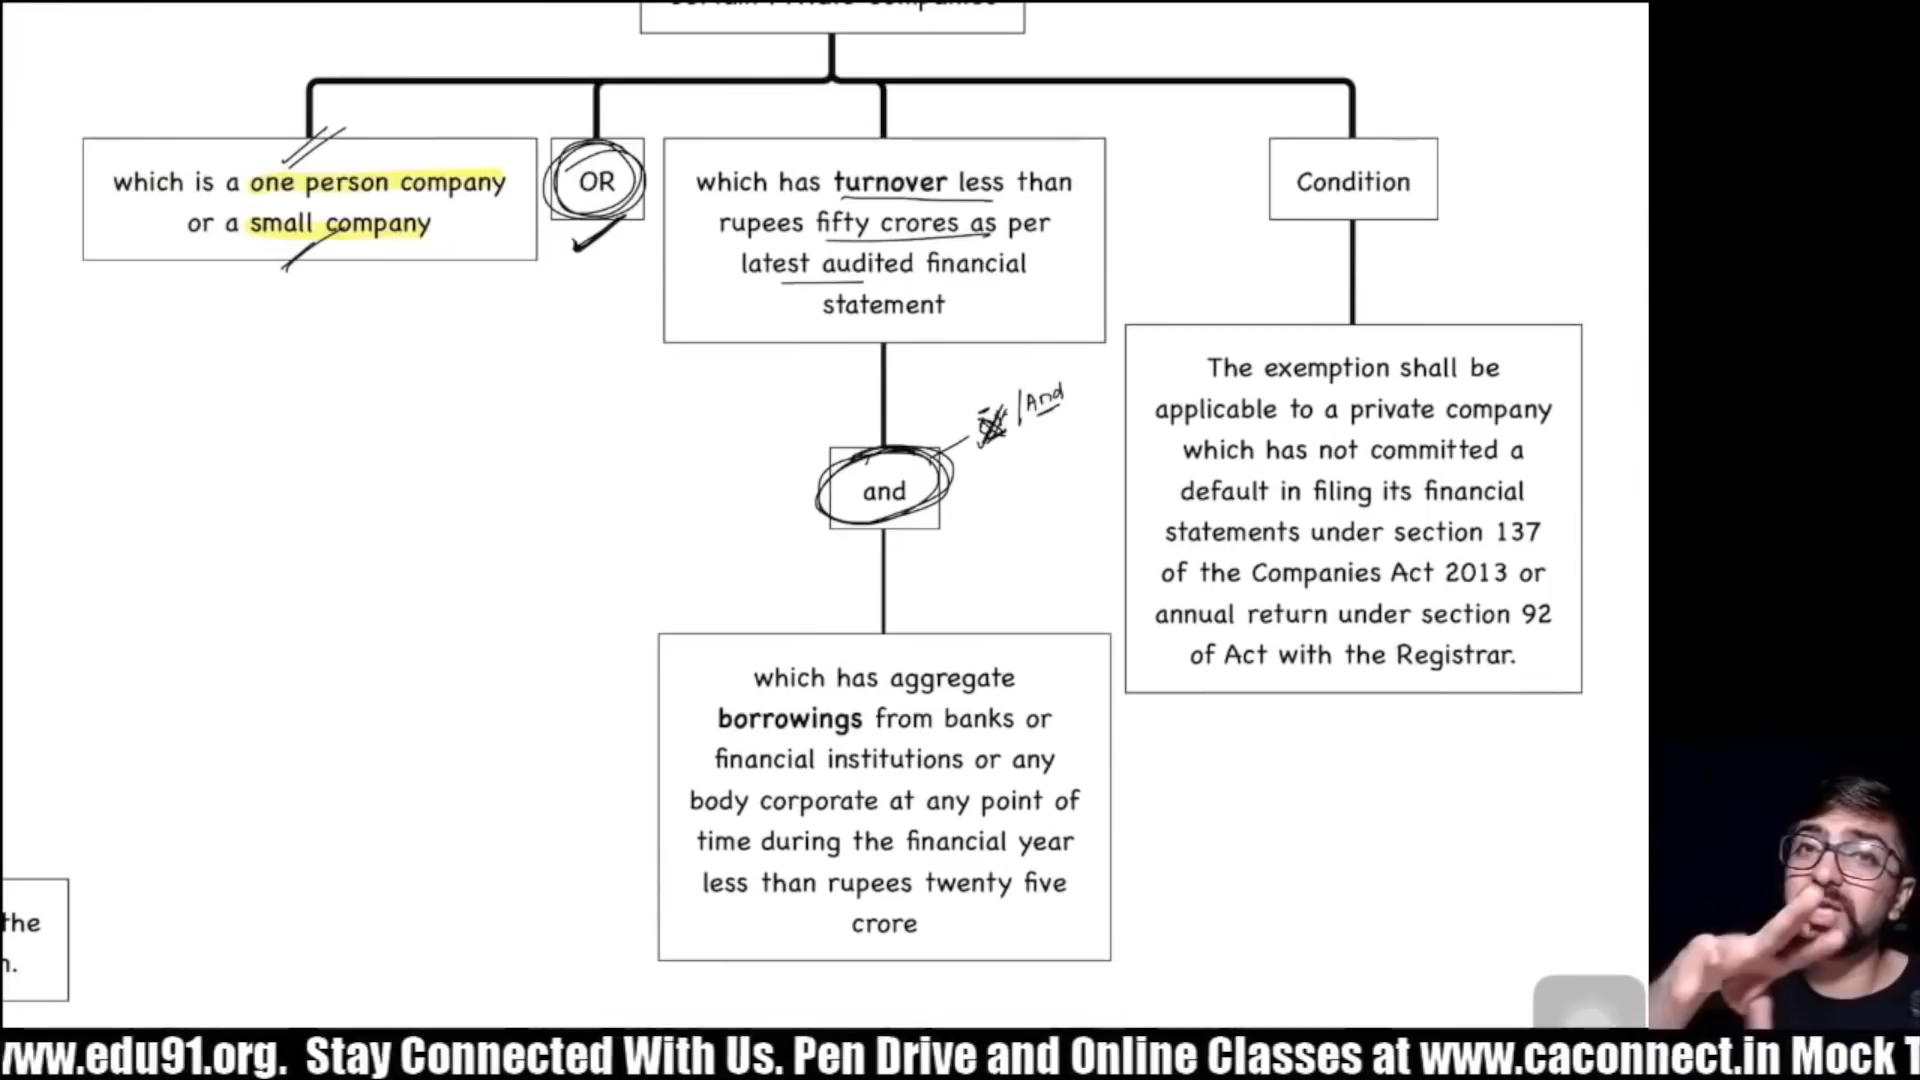 Certain Private Companies
which is a one person company
or a small company
OR
which has turnover less than
rupees fifty crores as per
latest audited financial
statement
And
and
which has aggregate
borrowings from banks or
financial institutions or any
body corporate at any point of
time during the financial year
less than rupees twenty five
crore
Condition
The exemption shall be
applicable to a private company
which has not committed a
default in filing its financial
statements under section 137
of the Companies Act 2013 or
annual return under section 92
of Act with the Registrar.
the
n.
www.edu91.org. Stay Connected With Us. Pen Drive and Online Classes at www.caconnect.in Mock T